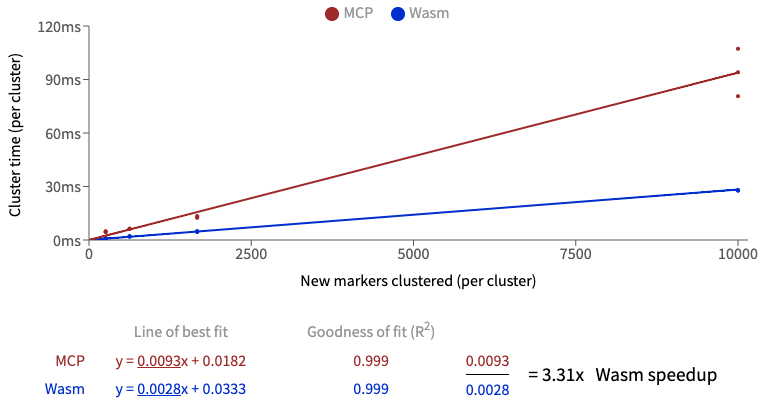 MCP Wasm
120ms
90ms
60ms
30ms
0ms
Cluster time (per cluster)
0 2500 5000 7500 10000
New markers clustered (per cluster)
Line of best fit Goodness of fit (R²)
MCP y = 0.0093x + 0.0182 0.999 0.0093
= 3.31x Wasm speedup
Wasm y = 0.0028x + 0.0333 0.999 0.0028